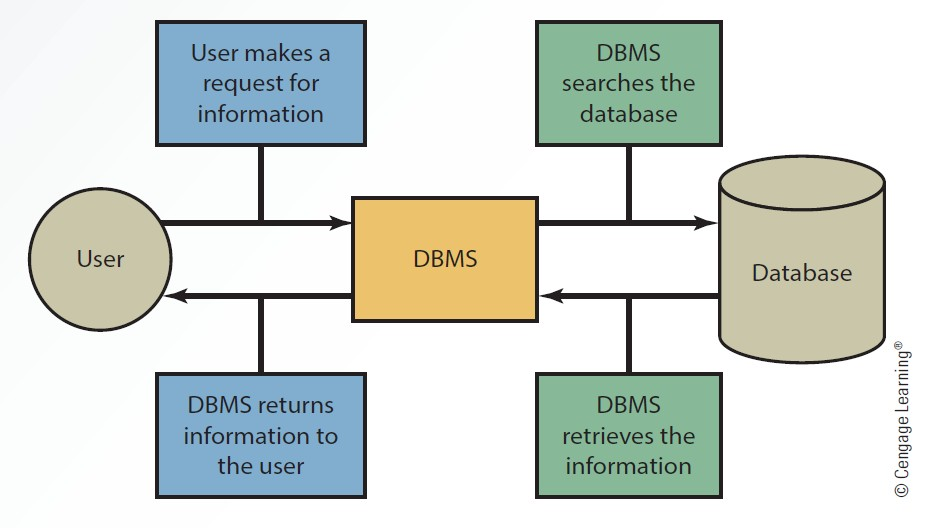 User makes a
request for
information
DBMS
searches the
database
User
DBMS
Database
DBMS returns
information to
the user
DBMS
retrieves the
information
© Cengage Learning®